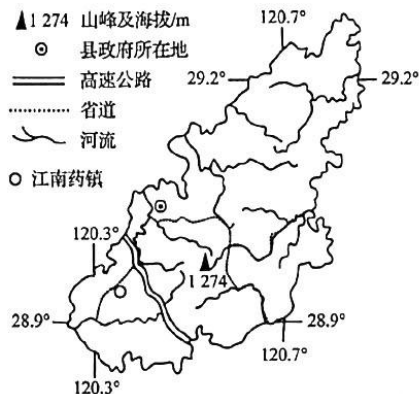 ▲1 274 山峰及海拔/m
县政府所在地
高速公路
省道
河流
江南药镇
120.7°
29.2°
29.2°
120.3°
1 274
28.9°
28.9°
120.7°
120.3°